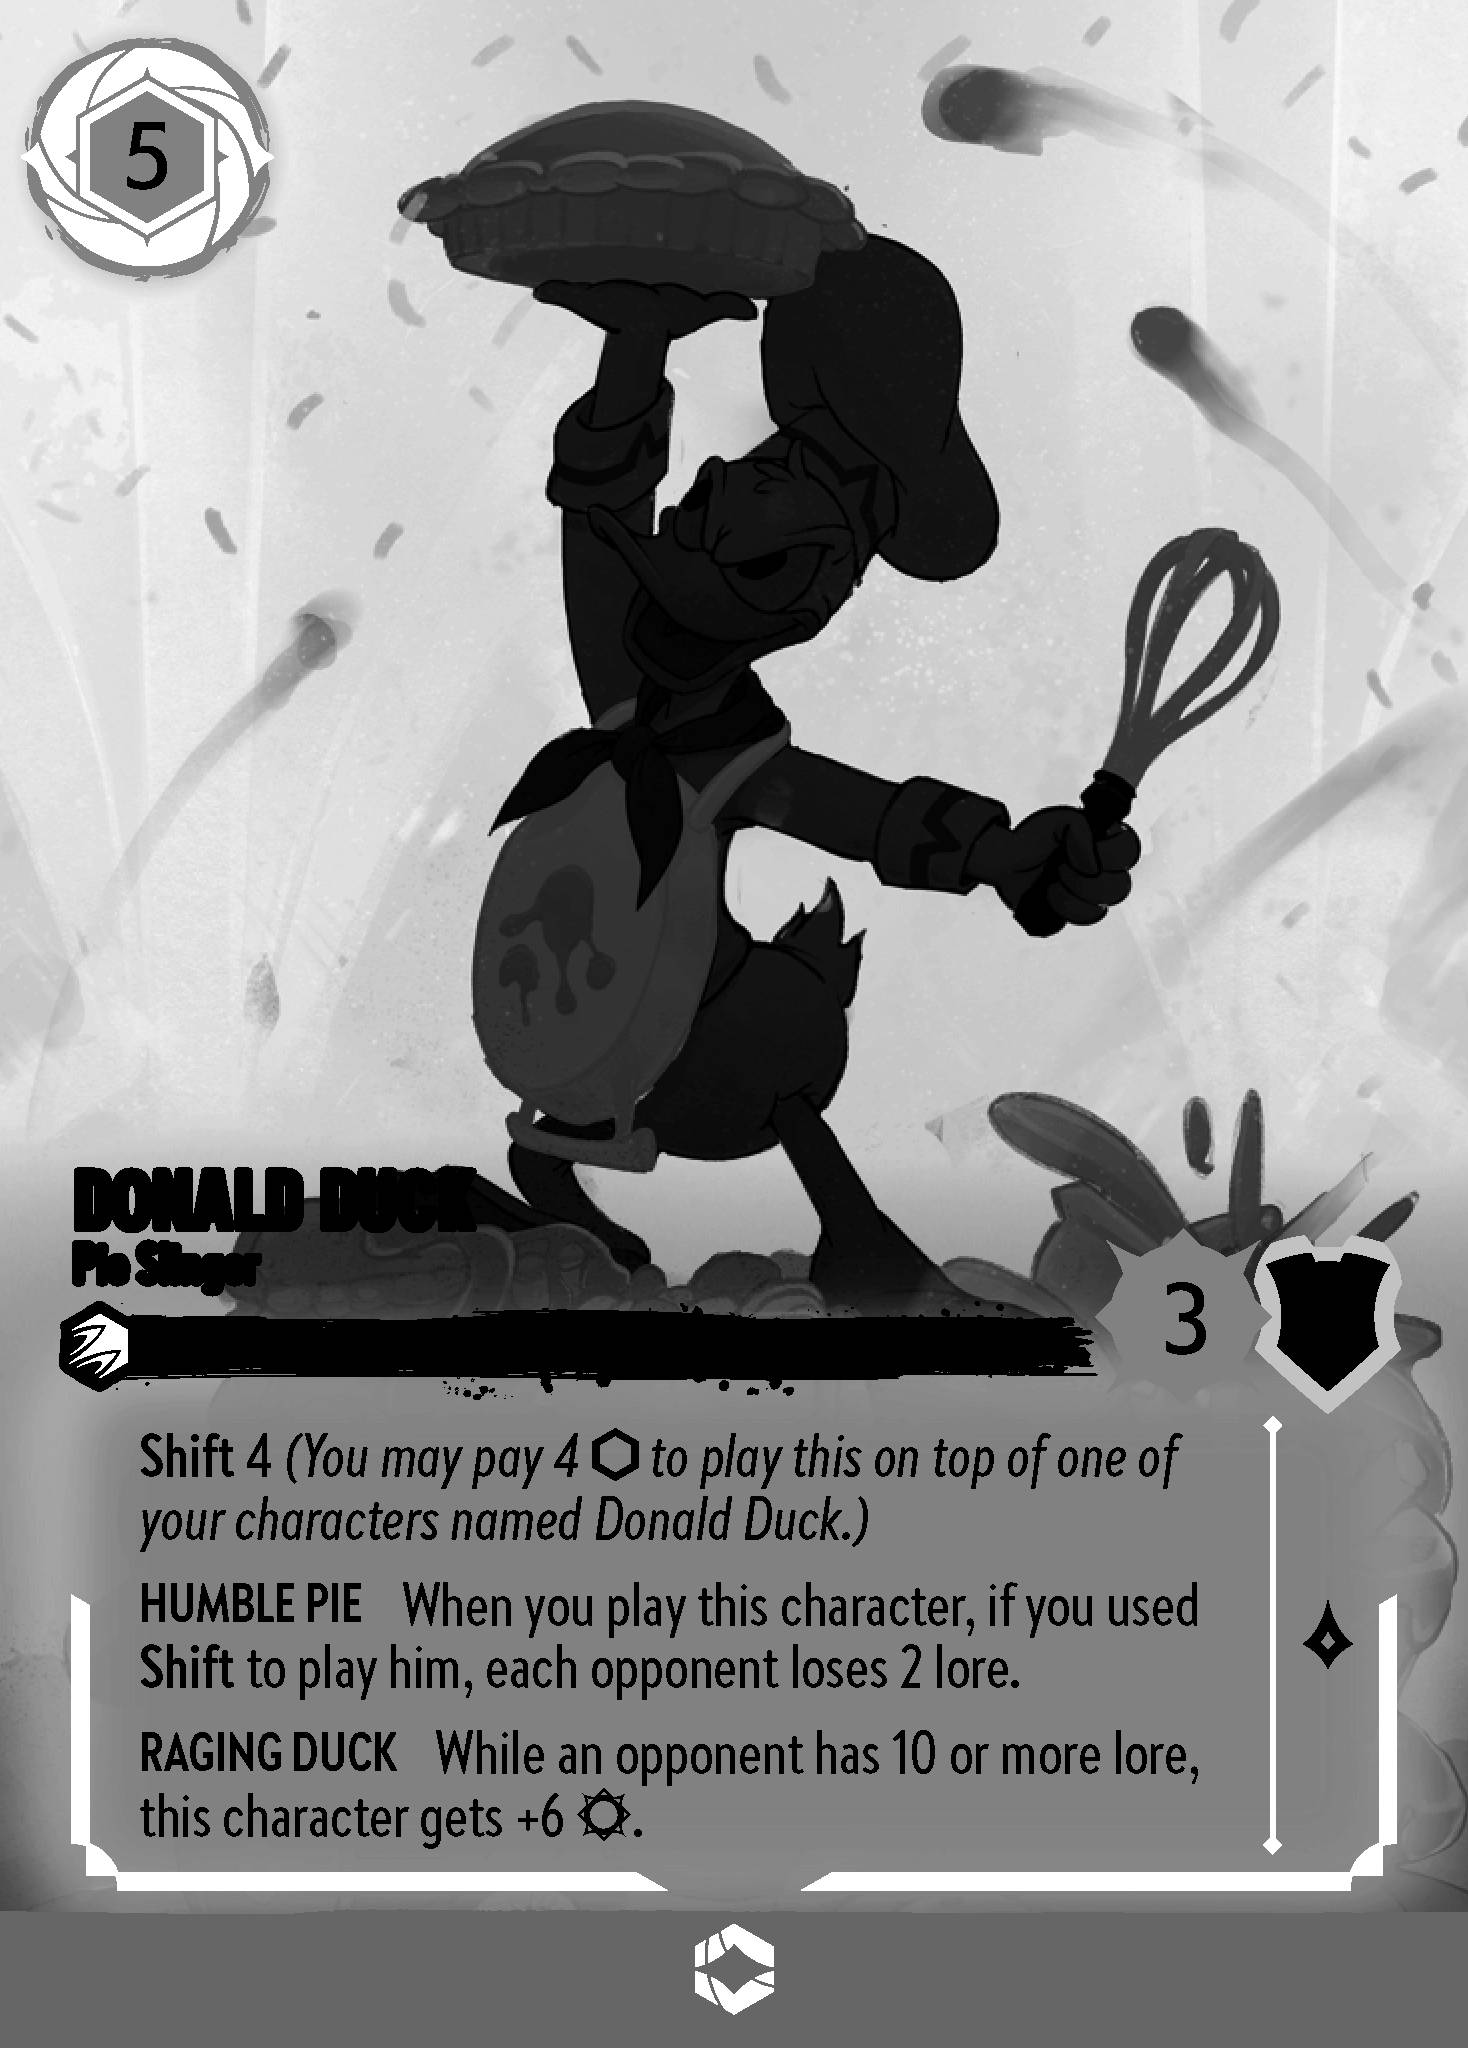 5
DONALD DUCK
Pie Slinger
3
Shift 4 (You may pay 4 ⬡ to play this on top of one of
your characters named Donald Duck.)
HUMBLE PIE When you play this character, if you used
Shift to play him, each opponent loses 2 lore.
RAGING DUCK While an opponent has 10 or more lore,
this character gets +6 ¤.